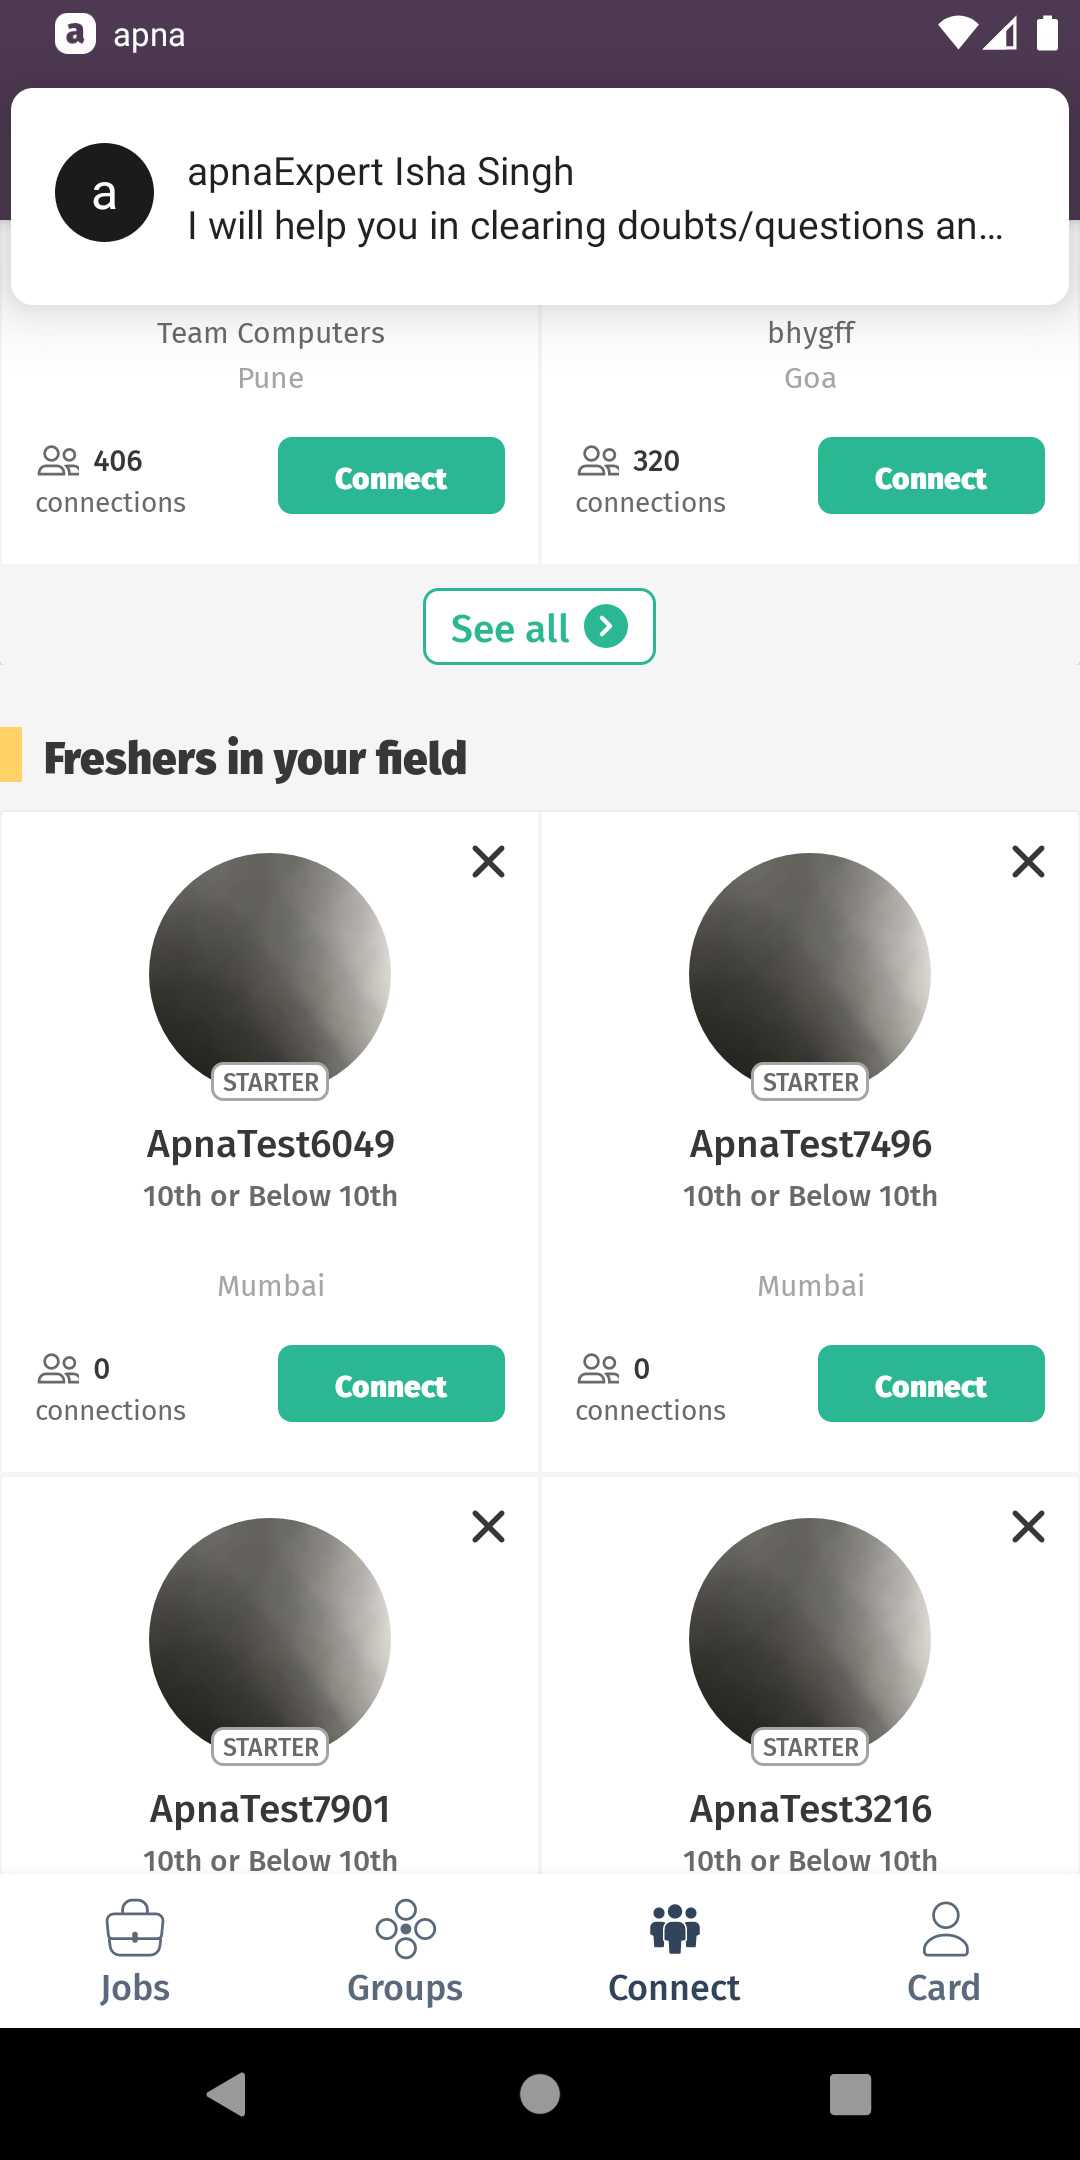 a apna
a
apnaExpert Isha Singh
I will help you in clearing doubts/questions an...
Team Computers
Pune
406
connections
Connect
bhygff
Goa
320
connections
Connect
See all
Freshers in your field
STARTER
ApnaTest6049
10th or Below 10th
Mumbai
0
connections
Connect
STARTER
ApnaTest7496
10th or Below 10th
Mumbai
0
connections
Connect
STARTER
ApnaTest7901
10th or Below 10th
STARTER
ApnaTest3216
10th or Below 10th
Jobs
Groups
Connect
Card